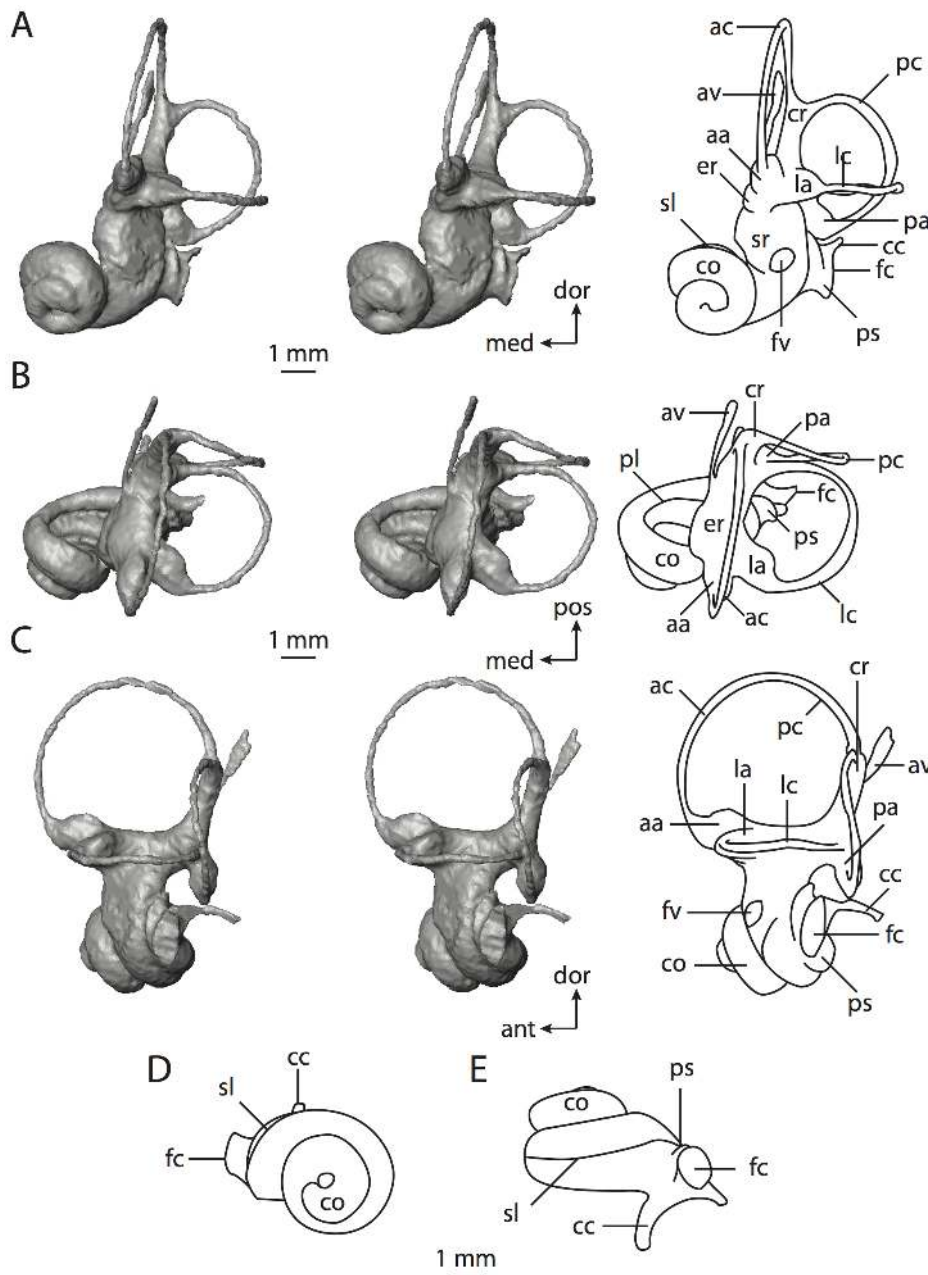 A
ac
pc
av
cr
aa
lc
er
la
sl
pa
sr
cc
co
fc
dor
med
fv
ps
1 mm
B
av
cr
pa
pc
pl
fc
er
ps
co
la
pos
lc
aa
ac
1 mm
med
C
cr
ac
pc
av
la
lc
pa
aa
cc
fv
fc
co
dor
ps
ant
D
E
cc
ps
sl
co
fc
fc
co
sl
cc
1 mm